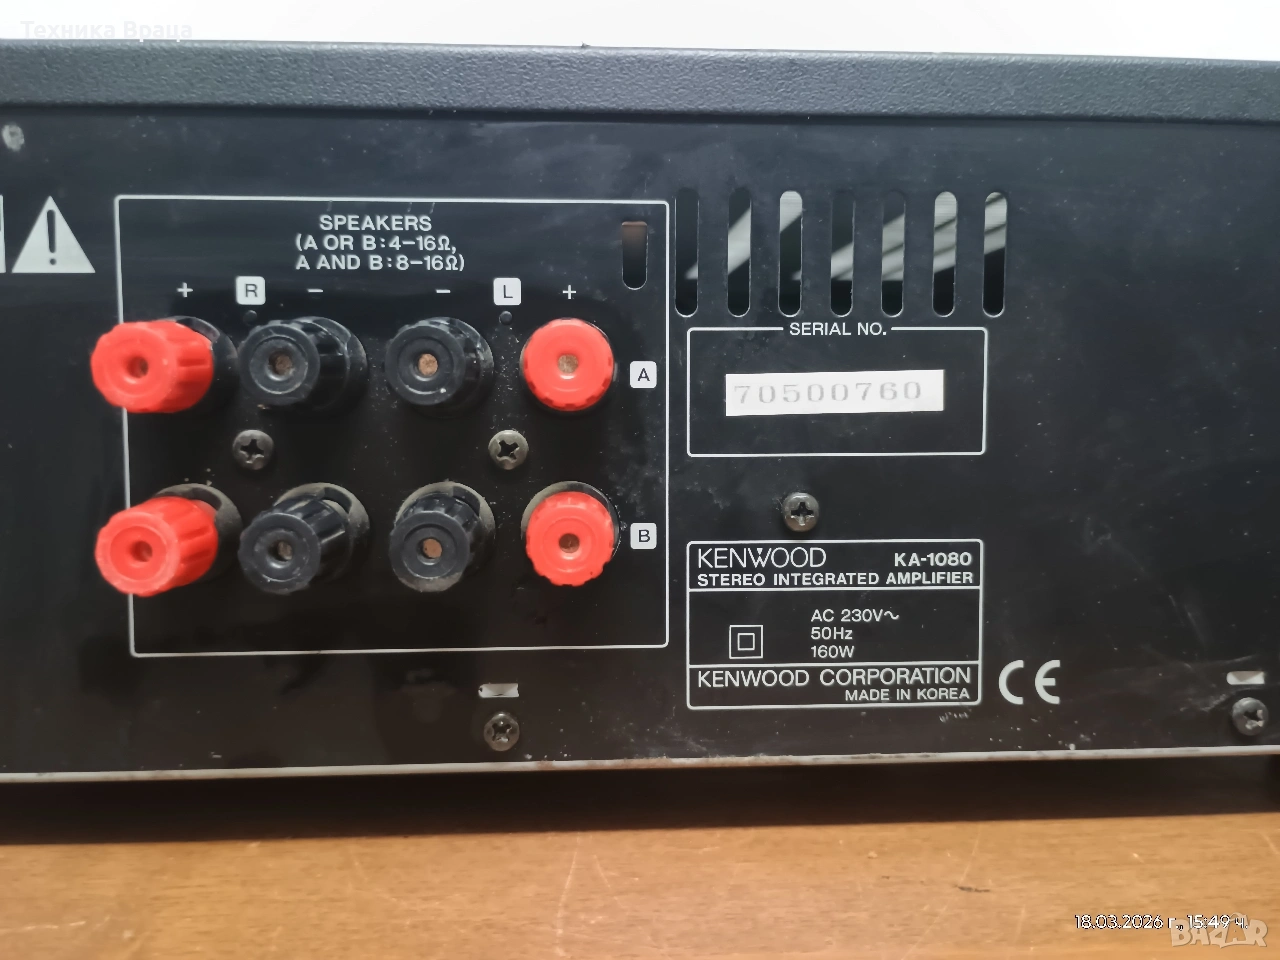 Техника Враца
SPEAKERS
(A OR B:4–16Ω,
A AND B:8–16Ω)
+ R − − L +
A
B
SERIAL NO.
70500760
KENWOOD KA-1080
STEREO INTEGRATED AMPLIFIER
AC 230V~
50Hz
160W
KENWOOD CORPORATION
MADE IN KOREA
CE
18.03.2026 г., 15:49 ч.
BAZAR